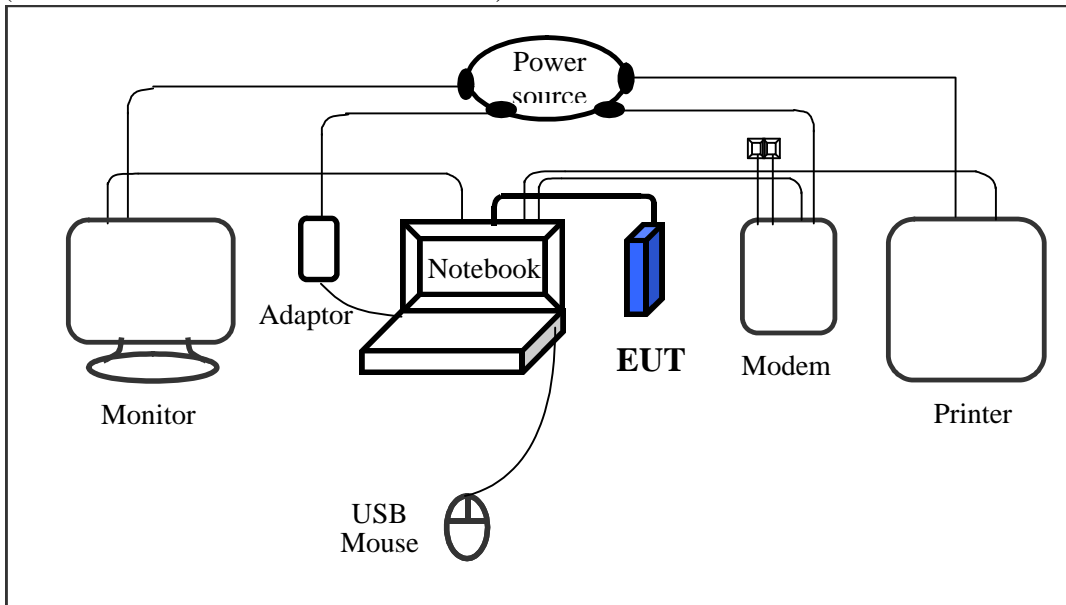 Power
source
Notebook
Adaptor
EUT
Modem
Monitor
Printer
USB
Mouse